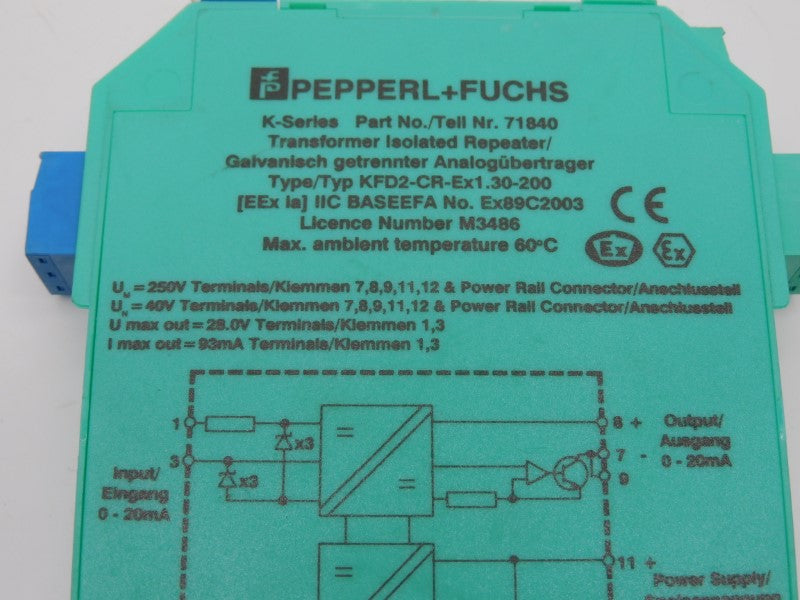 PEPPERL+FUCHS
K-Series Part No./Teil Nr. 71840
Transformer Isolated Repeater/
Galvanisch getrennter Analogübertrager
Type/Typ KFD2-CR-Ex1.30-200
[EEx ia] IIC BASEEFA No. Ex89C2003
Licence Number M3486
Max. ambient temperature 60°C
CE
Ex Ex
UM = 250V Terminals/Klemmen 7,8,9,11,12 & Power Rail Connector/Anschlussteil
UN = 40V Terminals/Klemmen 7,8,9,11,12 & Power Rail Connector/Anschlussteil
U max out = 28.0V Terminals/Klemmen 1,3
I max out = 93mA Terminals/Klemmen 1,3
1
x3
3
x3
Input/
Eingang
0 - 20mA
8 +
7 -
9
Output/
Ausgang
0 - 20mA
11 +
Power Supply/